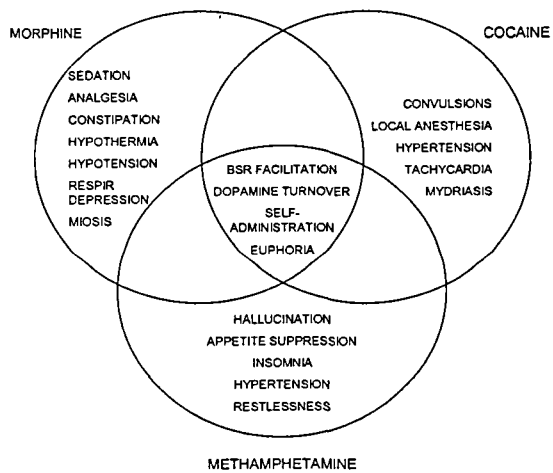 MORPHINE
COCAINE
SEDATION
ANALGESIA
CONSTIPATION
HYPOTHERMIA
HYPOTENSION
RESPIR
DEPRESSION
MIOSIS
CONVULSIONS
LOCAL ANESTHESIA
HYPERTENSION
TACHYCARDIA
MYDRIASIS
BSR FACILITATION
DOPAMINE TURNOVER
SELF-
ADMINISTRATION
EUPHORIA
HALLUCINATION
APPETITE SUPPRESSION
INSOMNIA
HYPERTENSION
RESTLESSNESS
METHAMPHETAMINE